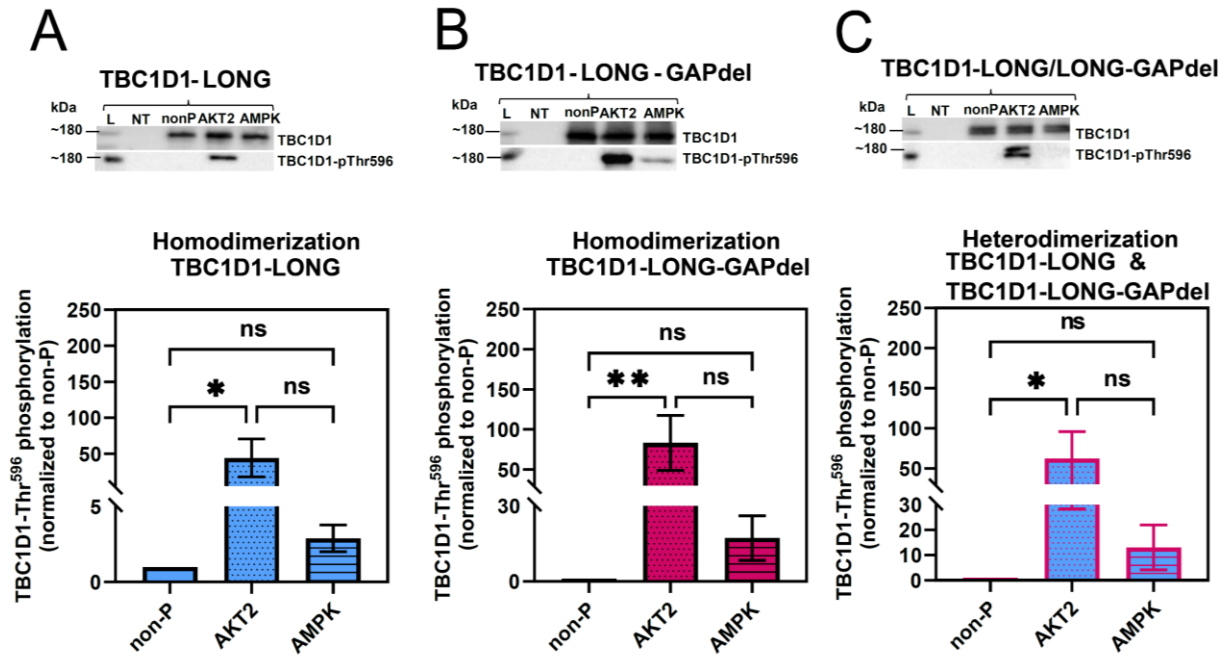 A
TBC1D1-LONG
kDa
L NT nonP AKT2 AMPK
~180
TBC1D1
~180
TBC1D1-pThr596
Homodimerization
TBC1D1-LONG
TBC1D1-Thr596 phosphorylation
(normalized to non-P)
250
200
150
100
50
5
0
ns
* ns
non-P
AKT2
AMPK
B
TBC1D1-LONG-GAPdel
kDa
L NT nonP AKT2 AMPK
~180
TBC1D1
~180
TBC1D1-pThr596
Homodimerization
TBC1D1-LONG-GAPdel
TBC1D1-Thr596 phosphorylation
(normalized to non-P)
250
200
150
100
50
30
0
ns
** ns
non-P
AKT2
AMPK
C
TBC1D1-LONG/LONG-GAPdel
kDa
L NT nonP AKT2 AMPK
~180
TBC1D1
~180
TBC1D1-pThr596
Heterodimerization
TBC1D1-LONG &
TBC1D1-LONG-GAPdel
TBC1D1-Thr596 phosphorylation
(normalized to non-P)
250
200
150
100
50
30
20
10
0
ns
* ns
non-P
AKT2
AMPK